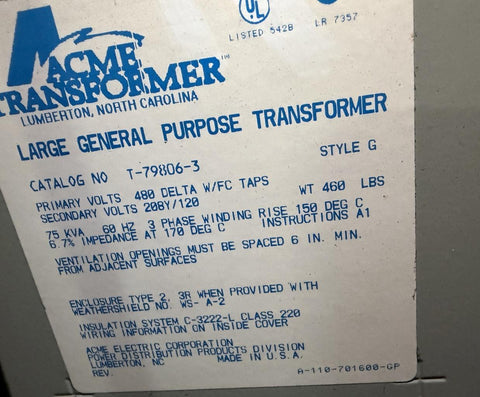 UL
LISTED 542B LR 7357
ACME
TRANSFORMER™
LUMBERTON, NORTH CAROLINA
LARGE GENERAL PURPOSE TRANSFORMER
CATALOG NO T-79806-3 STYLE G
PRIMARY VOLTS 480 DELTA W/FC TAPS WT 460 LBS
SECONDARY VOLTS 208Y/120
75 KVA 60 HZ 3 PHASE WINDING RISE 150 DEG C
6.7% IMPEDANCE AT 170 DEG C INSTRUCTIONS A1
VENTILATION OPENINGS MUST BE SPACED 6 IN. MIN.
FROM ADJACENT SURFACES
ENCLOSURE TYPE 2, 3R WHEN PROVIDED WITH
WEATHERSHIELD NO. WS- A-2
INSULATION SYSTEM C-3222-L CLASS 220
WIRING INFORMATION ON INSIDE COVER
ACME ELECTRIC CORPORATION
POWER DISTRIBUTION PRODUCTS DIVISION
LUMBERTON, NC MADE IN U.S.A.
REV. A-110-701600-GP